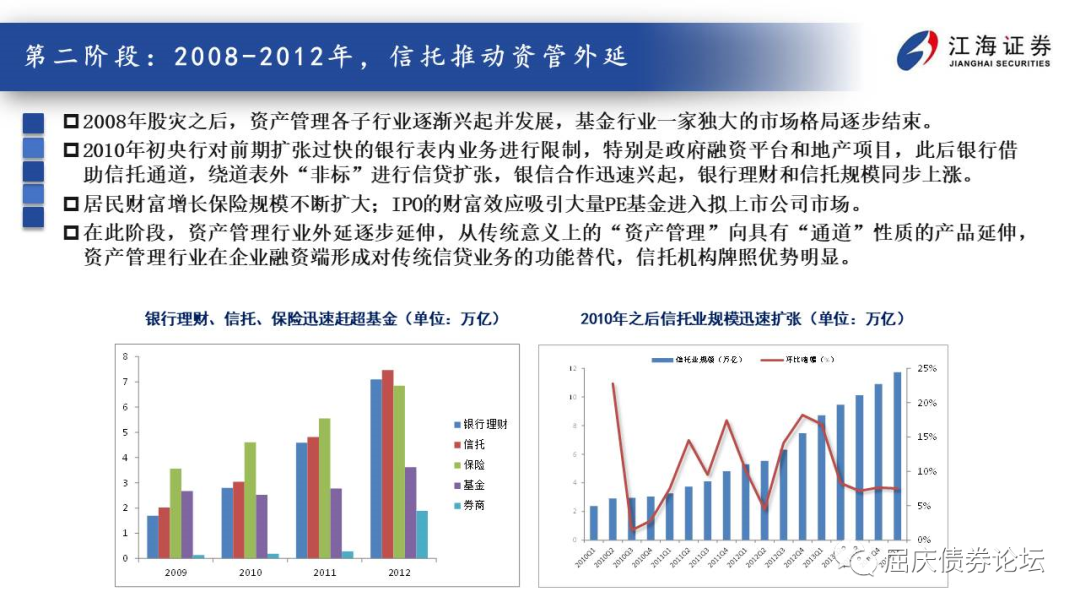 第二阶段：2008-2012年，信托推动资管外延
江海证券
JIANGHAI SECURITIES
2008年股灾之后，资产管理各子行业逐渐兴起并发展，基金行业一家独大的市场格局逐步结束。
2010年初央行对前期扩张过快的银行表内业务进行限制，特别是政府融资平台和地产项目，此后银行借
助信托通道，绕道表外“非标”进行信贷扩张，银信合作迅速兴起，银行理财和信托规模同步上涨。
居民财富增长保险规模不断扩大；IPO的财富效应吸引大量PE基金进入拟上市公司市场。
在此阶段，资产管理行业外延逐步延伸，从传统意义上的“资产管理”向具有“通道”性质的产品延伸，
资产管理行业在企业融资端形成对传统信贷业务的功能替代，信托机构牌照优势明显。
银行理财、信托、保险迅速赶超基金（单位：万亿）
8
7
6
5
4
3
2
1
0
2009 2010 2011 2012
银行理财
信托
保险
基金
券商
2010年之后信托业规模迅速扩张（单位：万亿）
信托业规模（万亿） 环比增幅（%）
12
10
8
6
4
2
0
25%
20%
15%
10%
5%
0%
2010Q1 2010Q2 2010Q3 2010Q4 2011Q1 2011Q2 2011Q3 2011Q4 2012Q1 2012Q2 2012Q3 2012Q4 2013Q1
屈庆债券论坛